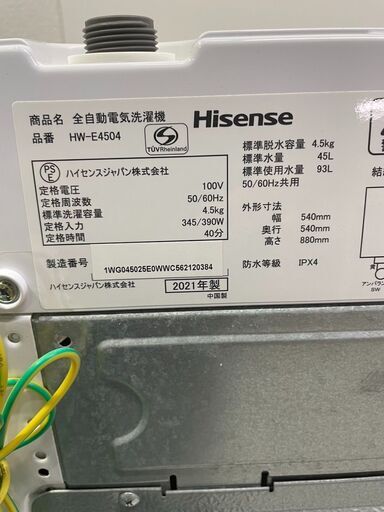 商品名 全自動電気洗濯機
品番 HW-E4504
TÜVRheinland
Hisense
PS
E
ハイセンスジャパン株式会社
定格電圧 100V
定格周波数 50/60Hz
標準洗濯容量 4.5kg
定格入力 345/390W
定格時間 40分
標準脱水容量 4.5kg
標準水量 45L
標準使用水量 93L
50/60Hz共用
外形寸法
幅 540mm
奥行 540mm
高さ 880mm
防水等級 IPX4
製造番号 1WG045025E0WWC562120384
ハイセンスジャパン株式会社
2021年製
中国製
アンバラン
SW